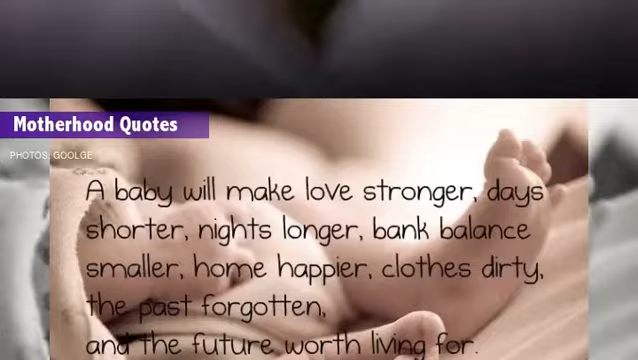 Motherhood Quotes
PHOTOS: GOOLGE
A baby will make love stronger, days
shorter, nights longer, bank balance
smaller, home happier, clothes dirty,
the past forgotten,
and the future worth living for.